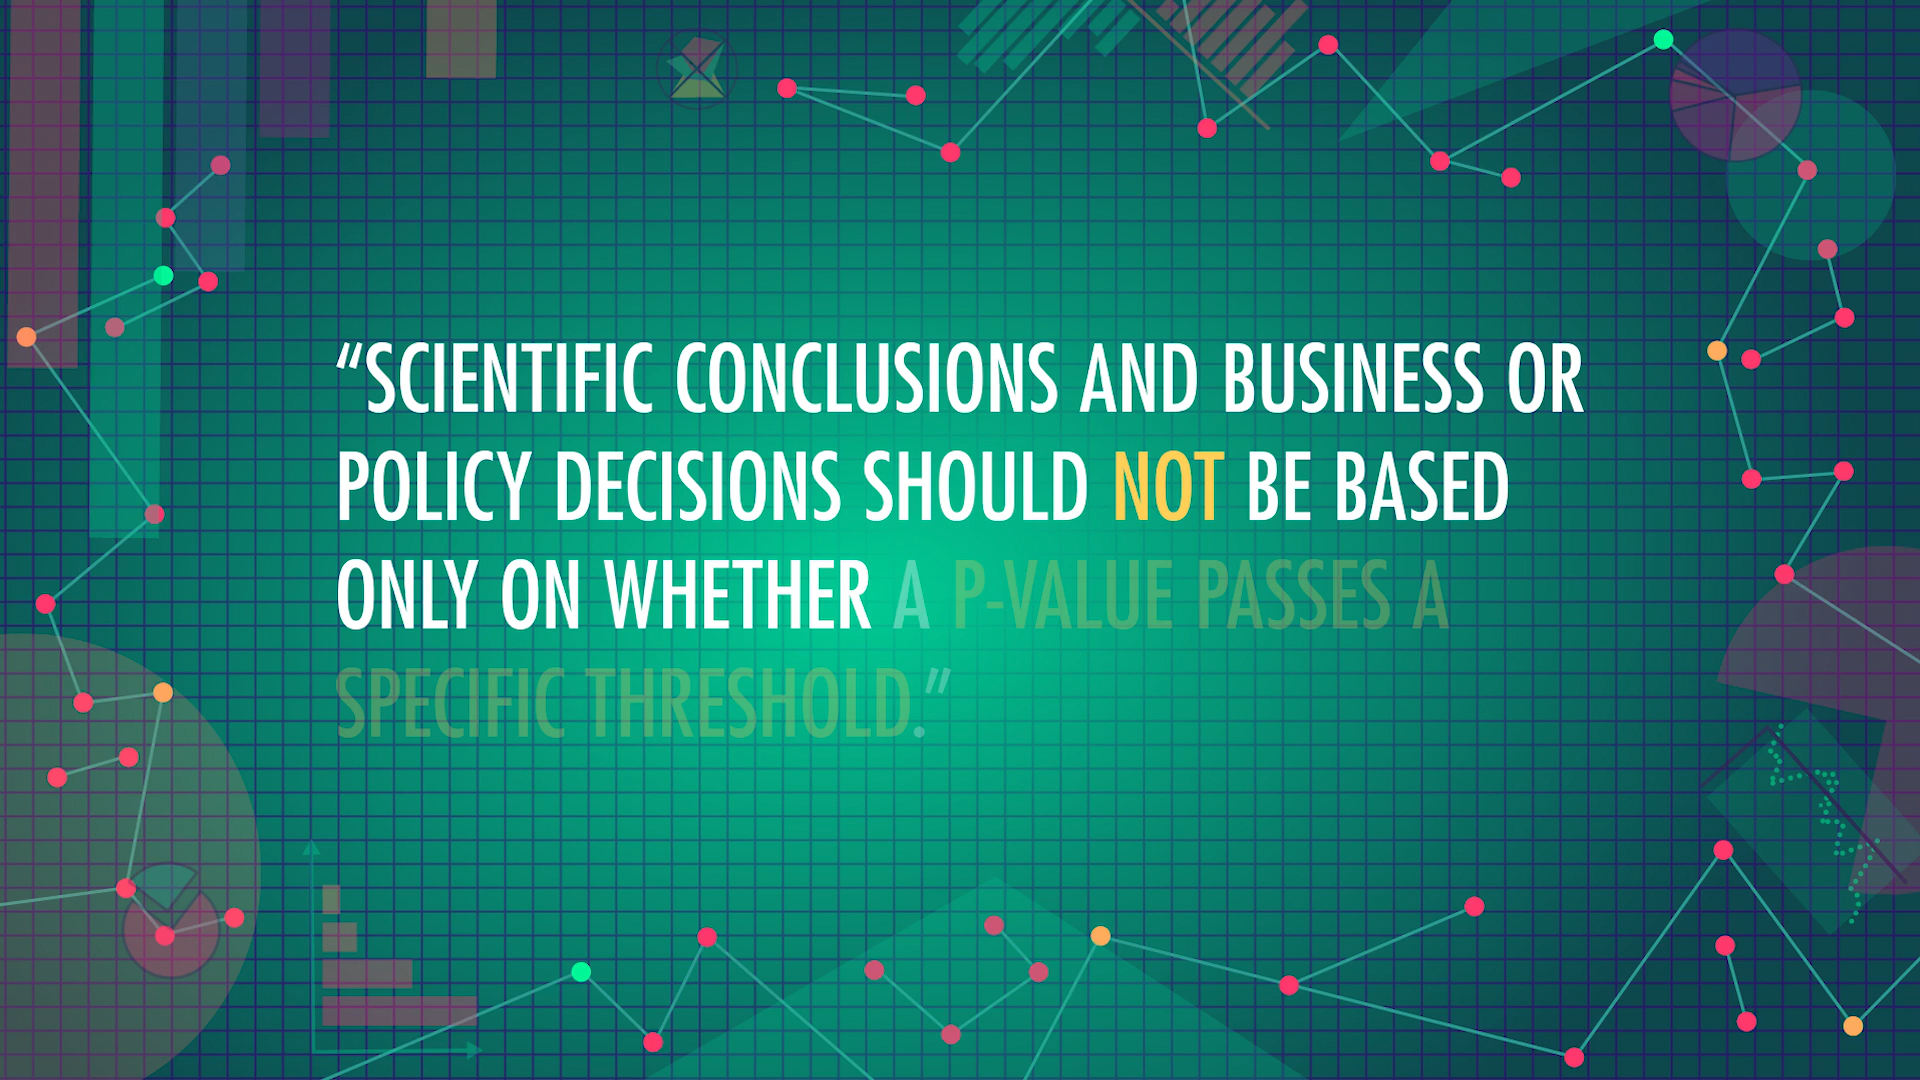 “SCIENTIFIC CONCLUSIONS AND BUSINESS OR
POLICY DECISIONS SHOULD NOT BE BASED
ONLY ON WHETHER A P-VALUE PASSES A
SPECIFIC THRESHOLD.”